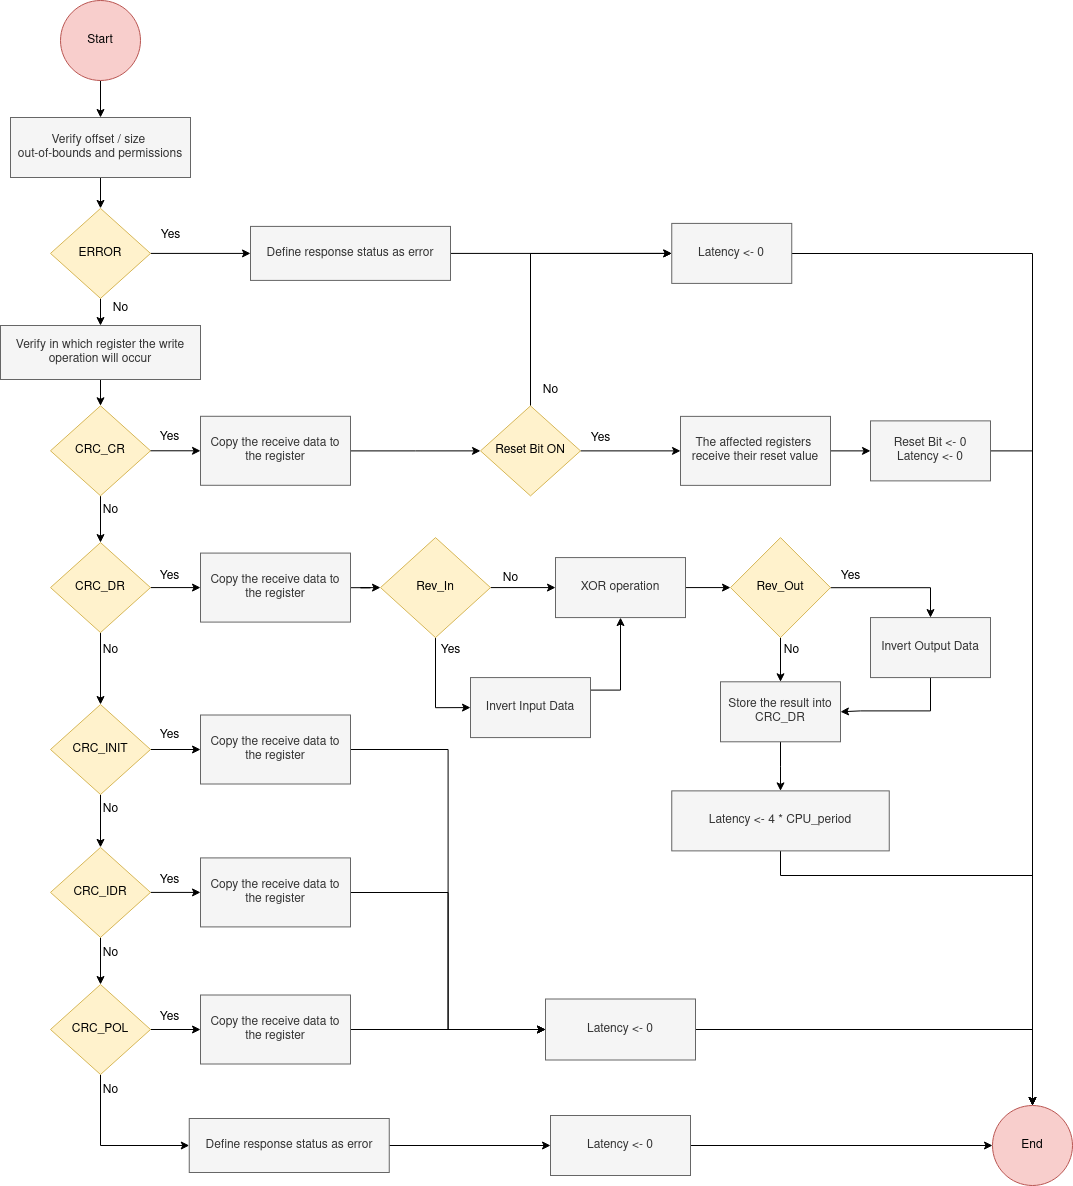 Start
Verify offset / size
out-of-bounds and permissions
ERROR
Yes
Define response status as error
Latency <- 0
No
Verify in which register the write
operation will occur
CRC_CR
Yes
Copy the receive data to
the register
Reset Bit ON
No
Yes
The affected registers
receive their reset value
Reset Bit <- 0
Latency <- 0
No
CRC_DR
Yes
Copy the receive data to
the register
Rev_In
No
XOR operation
Rev_Out
Yes
Invert Output Data
Yes
Invert Input Data
No
Store the result into
CRC_DR
Latency <- 4 * CPU_period
No
CRC_INIT
Yes
Copy the receive data to
the register
No
CRC_IDR
Yes
Copy the receive data to
the register
No
CRC_POL
Yes
Copy the receive data to
the register
Latency <- 0
No
Define response status as error
Latency <- 0
End